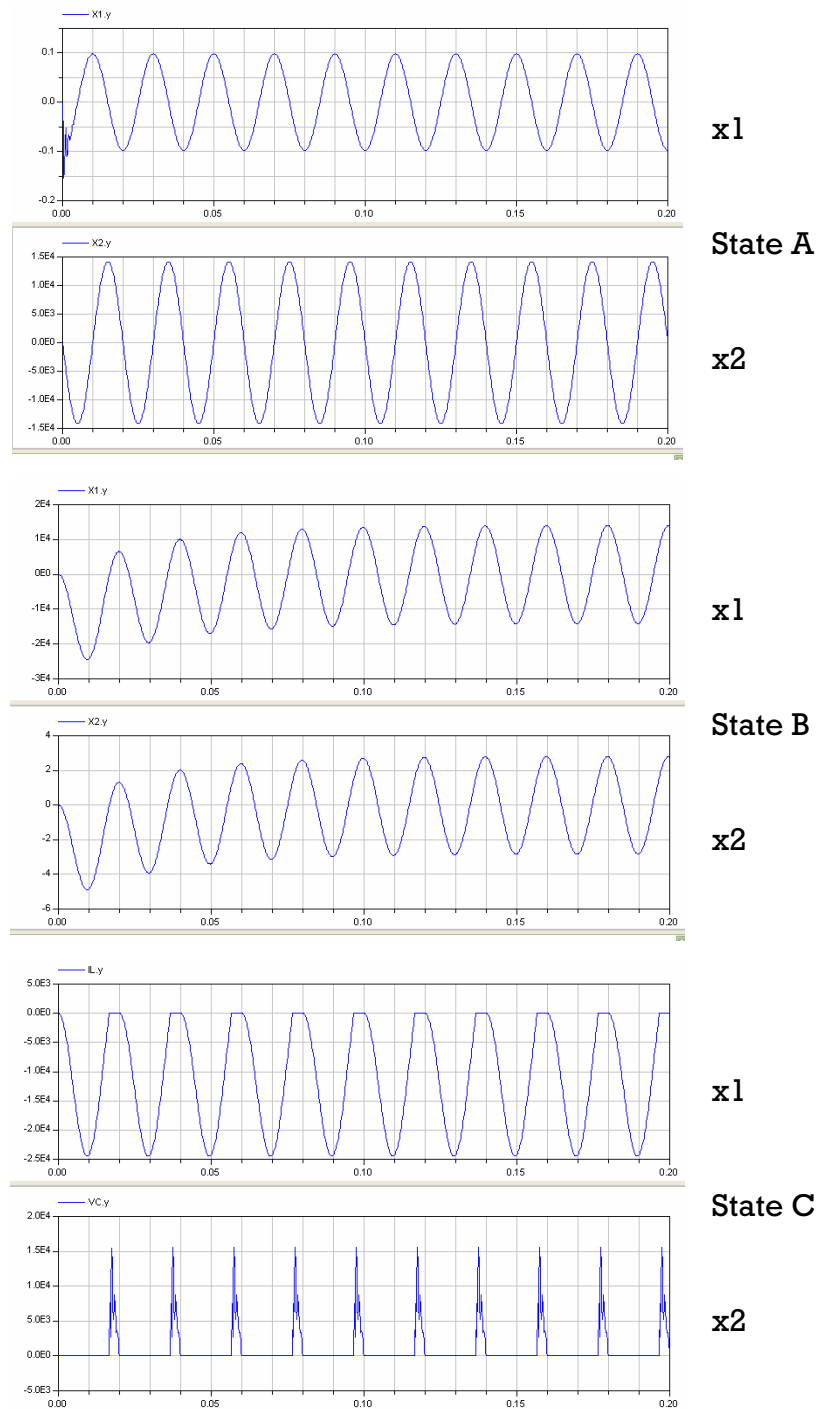 X1.y
0.1
0.0
-0.1
-0.2
0.00 0.05 0.10 0.15 0.20
x1
State A
X2.y
1.5E4
1.0E4
5.0E3
0.0E0
-5.0E3
-1.0E4
-1.5E4
0.00 0.05 0.10 0.15 0.20
x2
X1.y
2E4
1E4
0E0
-1E4
-2E4
-3E4
0.00 0.05 0.10 0.15 0.20
x1
State B
X2.y
4
2
0
-2
-4
-6
0.00 0.05 0.10 0.15 0.20
x2
IL.y
5.0E3
0.0E0
-5.0E3
-1.0E4
-1.5E4
-2.0E4
-2.5E4
0.00 0.05 0.10 0.15 0.20
x1
State C
VC.y
2.0E4
1.5E4
1.0E4
5.0E3
0.0E0
-5.0E3
0.00 0.05 0.10 0.15 0.20
x2